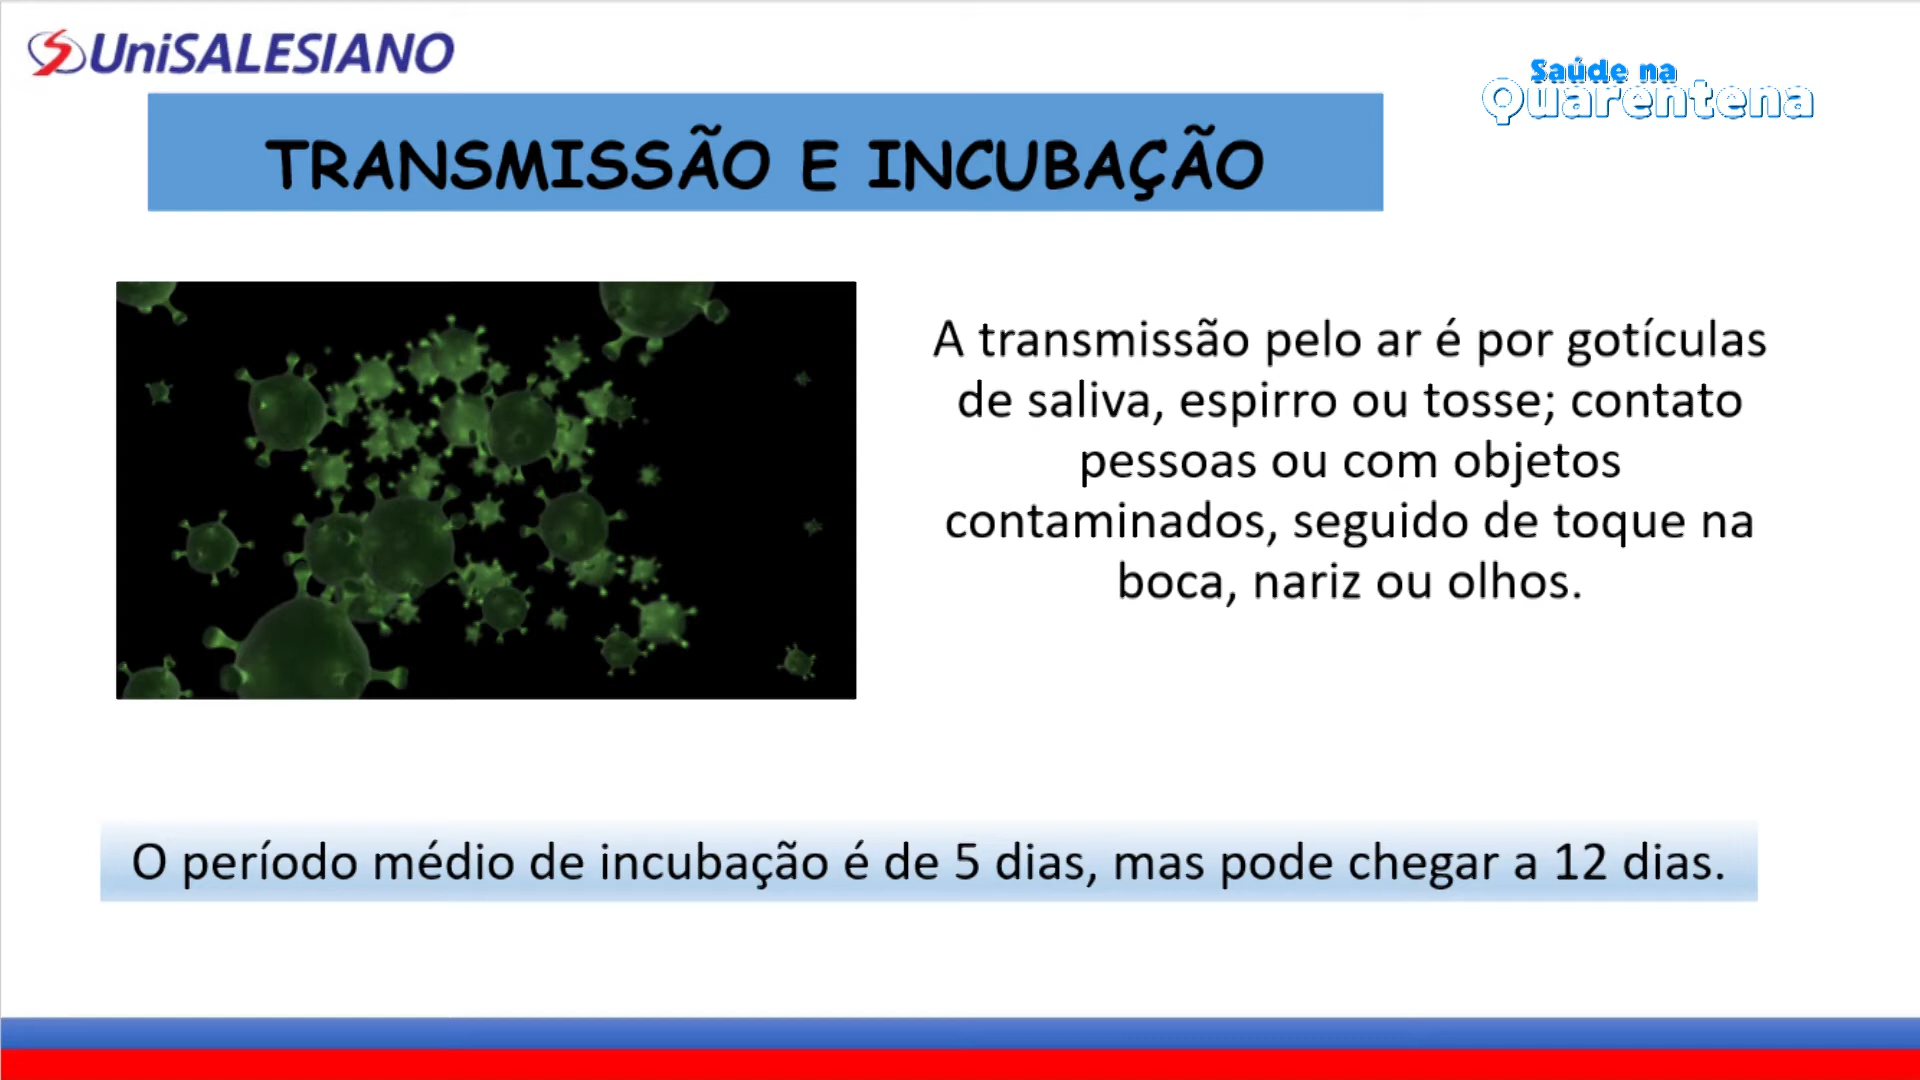 UniSALESIANO
Saúde na
Quarentena
TRANSMISSÃO E INCUBAÇÃO
A transmissão pelo ar é por gotículas
de saliva, espirro ou tosse; contato
pessoas ou com objetos
contaminados, seguido de toque na
boca, nariz ou olhos.
O período médio de incubação é de 5 dias, mas pode chegar a 12 dias.